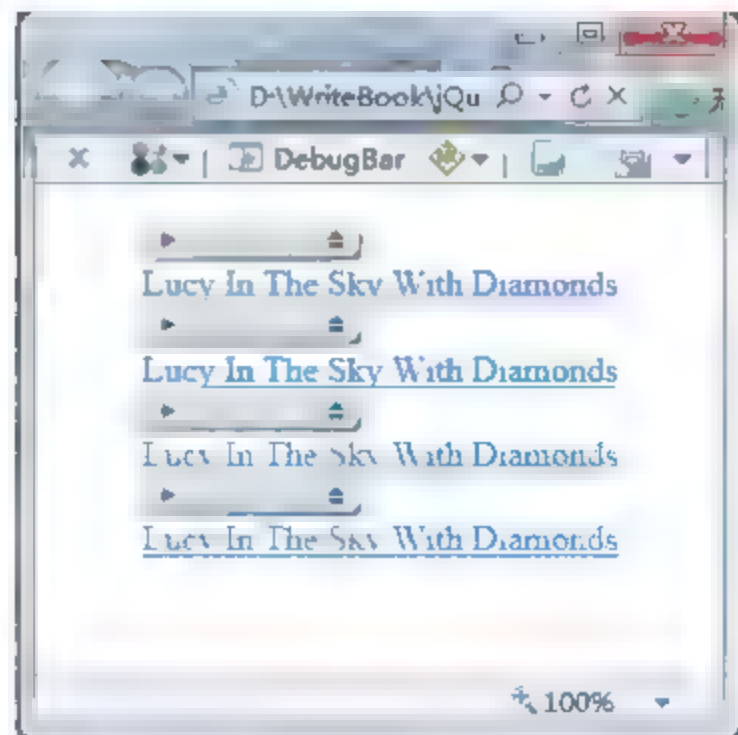 D:\WriteBook\jQu
DebugBar
Lucy In The Sky With Diamonds
Lucy In The Sky With Diamonds
Lucy In The Sky With Diamonds
Lucy In The Sky With Diamonds
100%